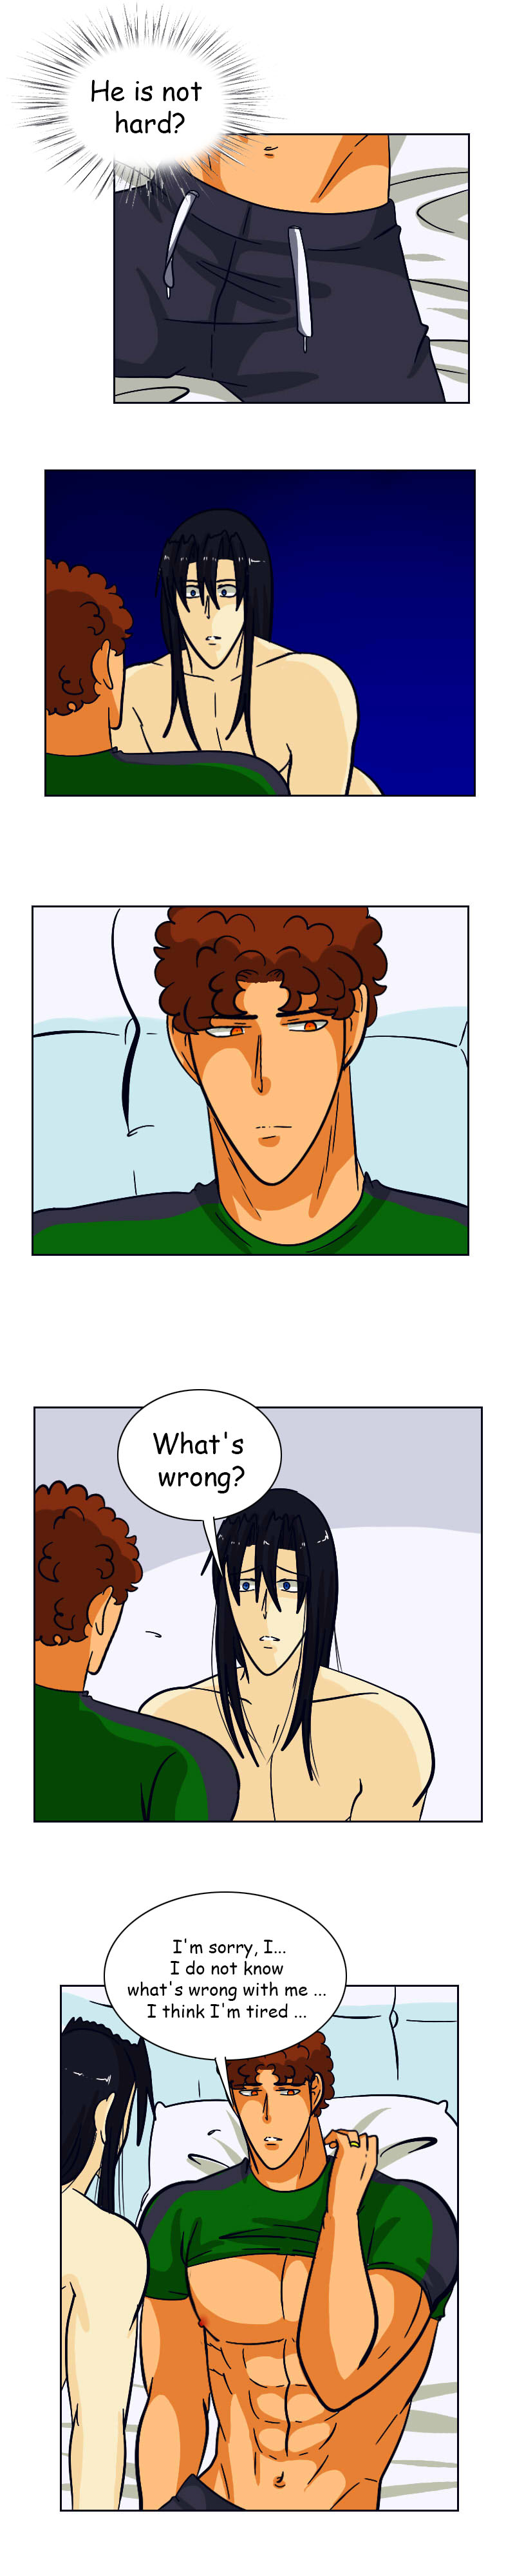 He is not
hard?
What's
wrong?
I'm sorry, I...
I do not know
what's wrong with me ...
I think I'm tired ...